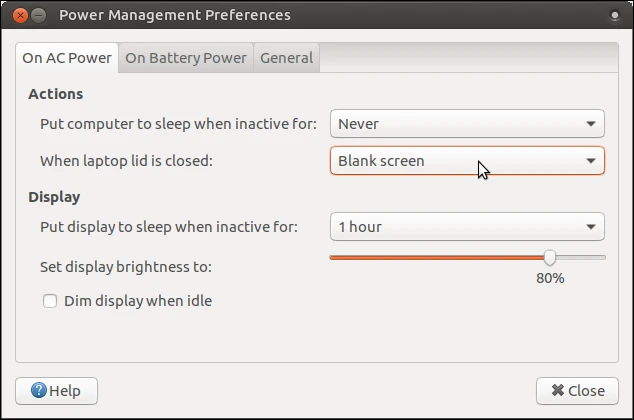 Power Management Preferences
On AC Power On Battery Power General
Actions
Put computer to sleep when inactive for: Never
When laptop lid is closed: Blank screen
Display
Put display to sleep when inactive for: 1 hour
Set display brightness to:
80%
Dim display when idle
Help Close